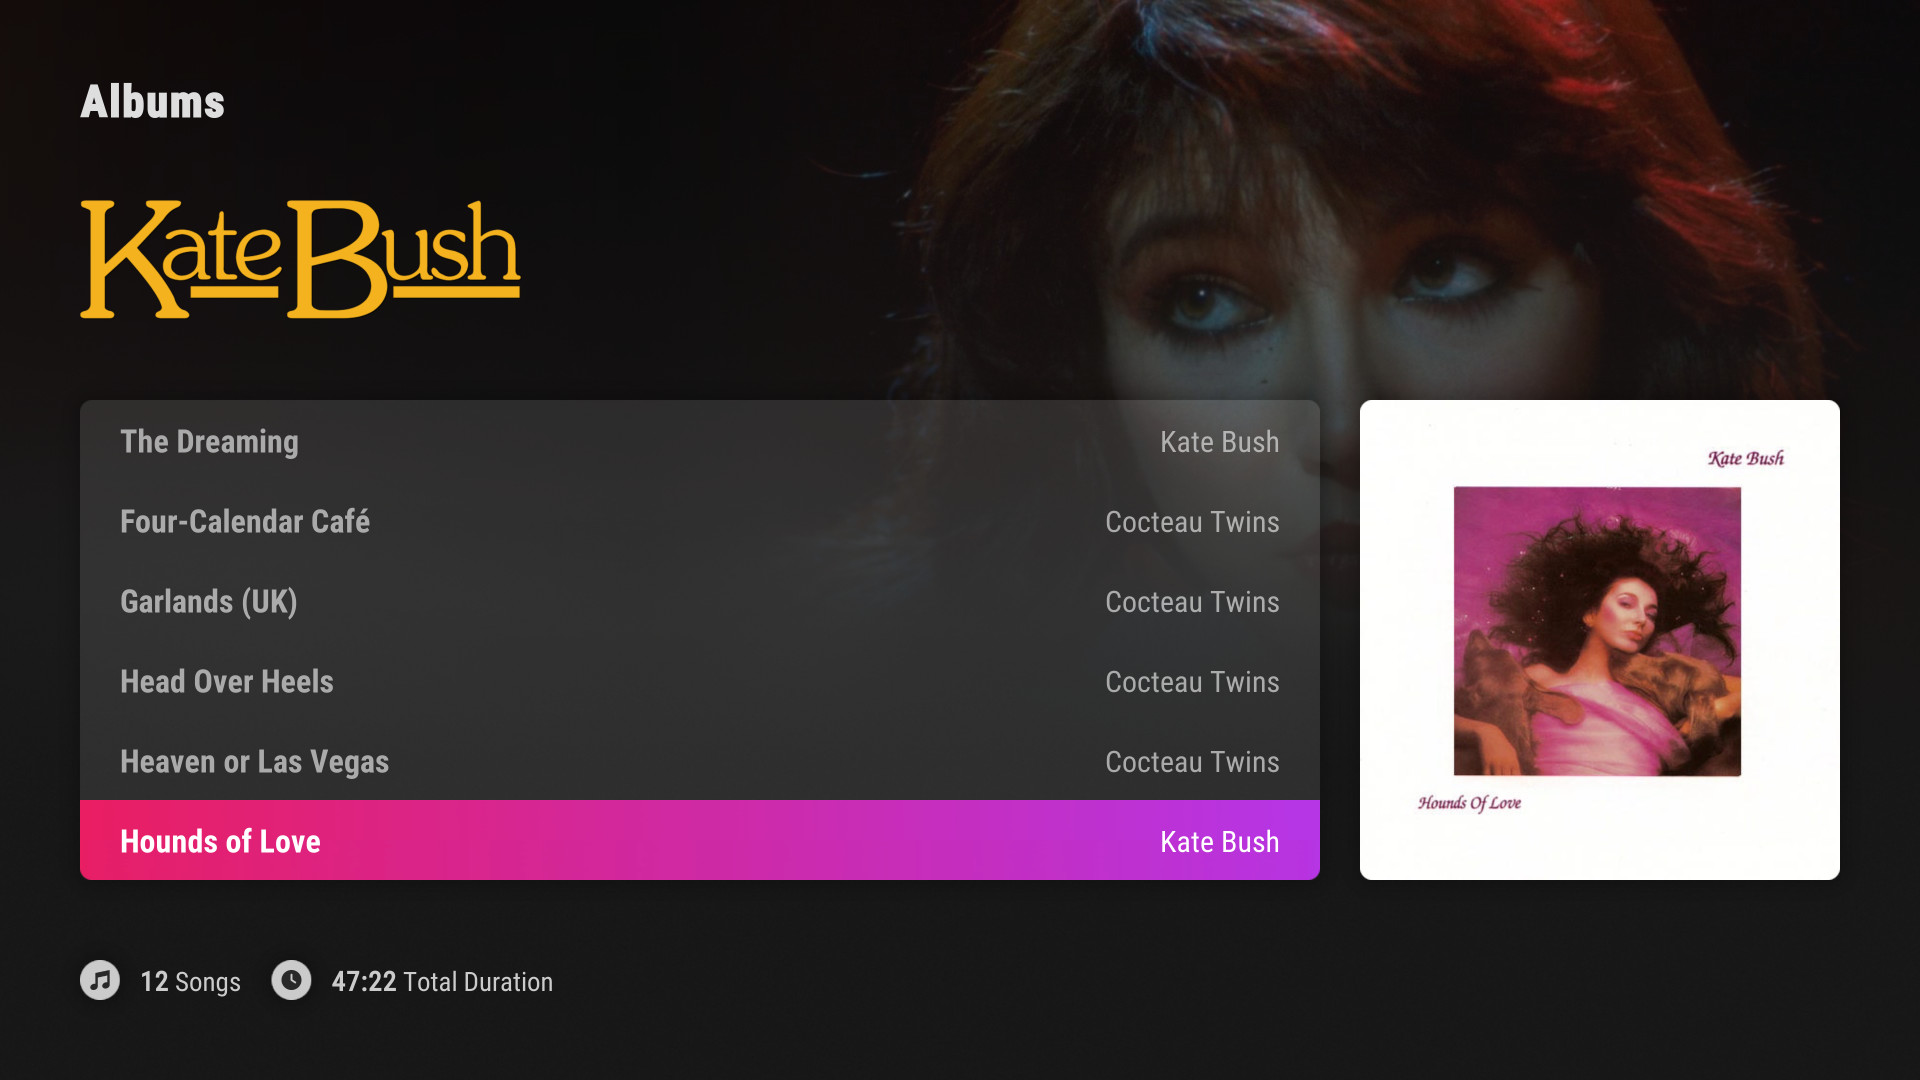 Albums
Kate Bush
The Dreaming Kate Bush
Four-Calendar Café Cocteau Twins
Garlands (UK) Cocteau Twins
Head Over Heels Cocteau Twins
Heaven or Las Vegas Cocteau Twins
Hounds of Love Kate Bush
Kate Bush
Hounds Of Love
12 Songs 47:22 Total Duration